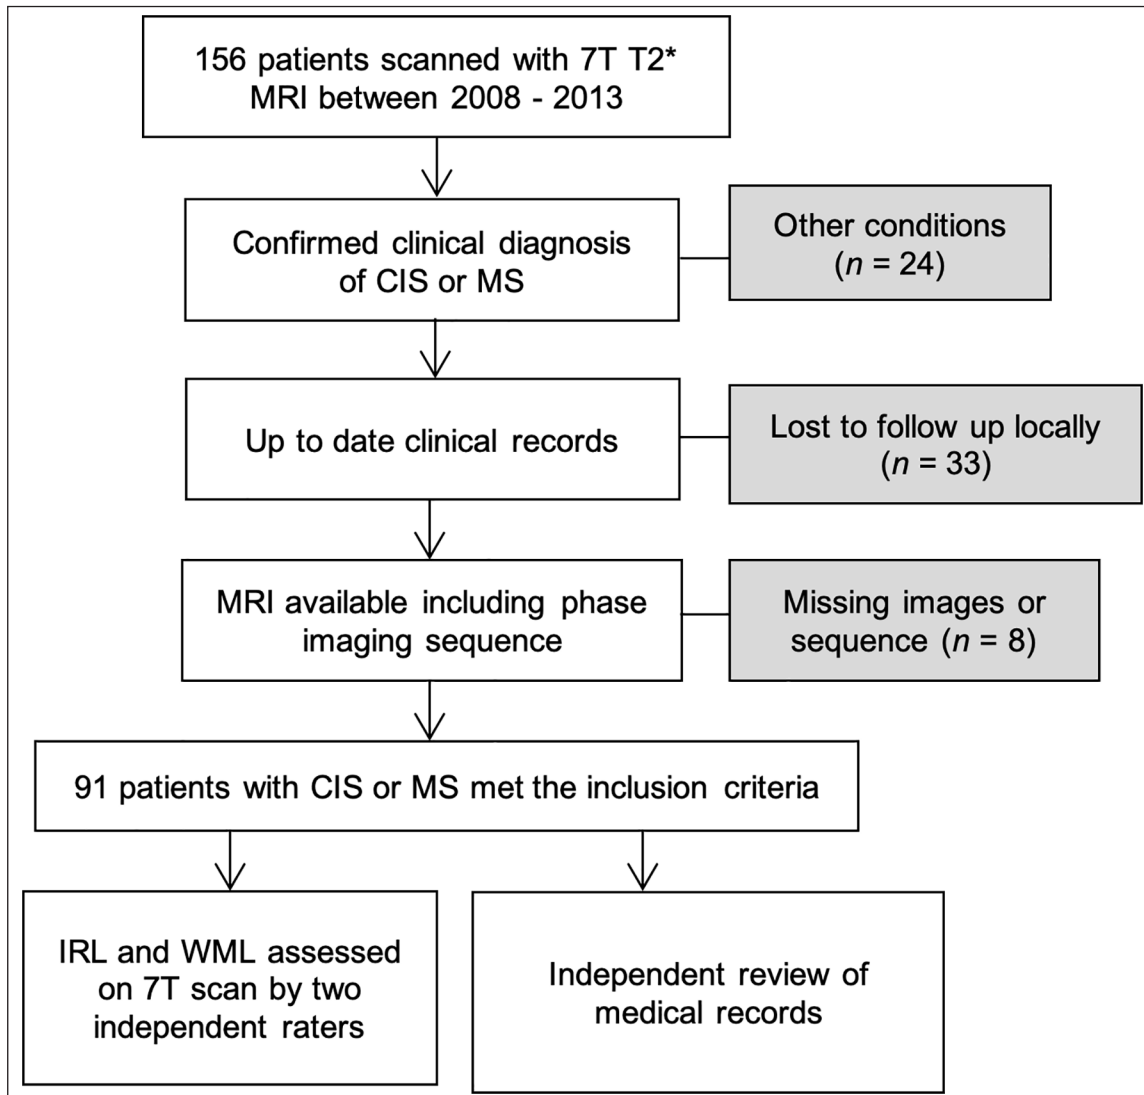 156 patients scanned with 7T T2*
MRI between 2008 - 2013
Confirmed clinical diagnosis
of CIS or MS
Other conditions
(n = 24)
Up to date clinical records
Lost to follow up locally
(n = 33)
MRI available including phase
imaging sequence
Missing images or
sequence (n = 8)
91 patients with CIS or MS met the inclusion criteria
IRL and WML assessed
on 7T scan by two
independent raters
Independent review of
medical records